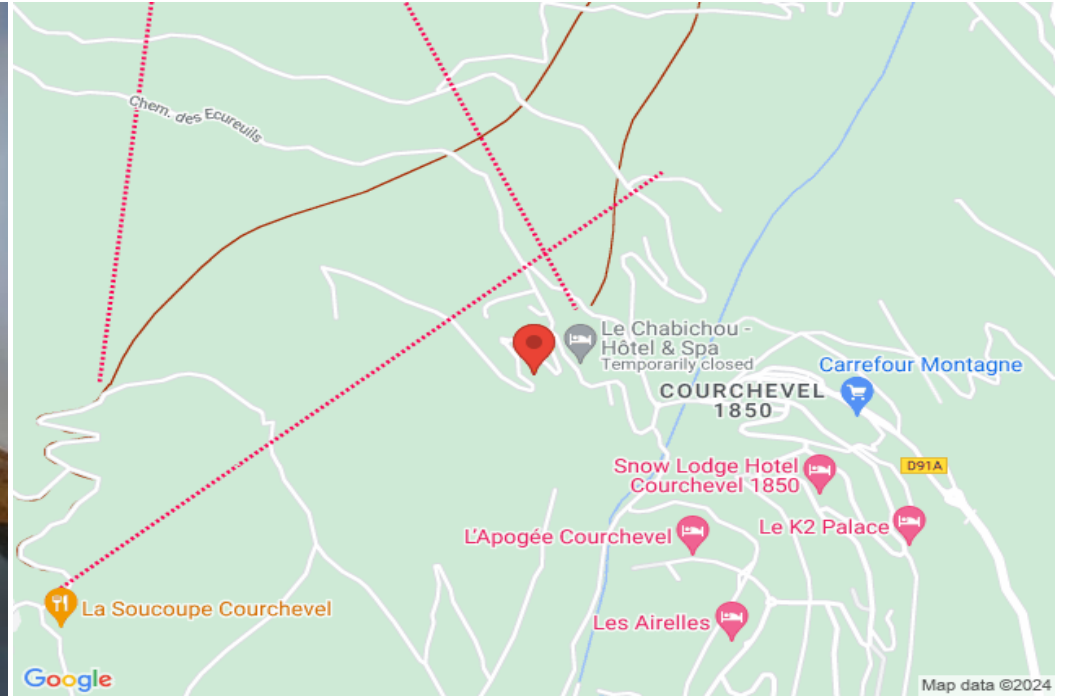 Chem. des Ecureuils
Le Chabichou -
Hôtel & Spa
Temporarily closed
Carrefour Montagne
COURCHEVEL
1850
Snow Lodge Hotel
Courchevel 1850
D91A
L'Apogée Courchevel
Le K2 Palace
La Soucoupe Courchevel
Les Airelles
Google
Map data ©2024